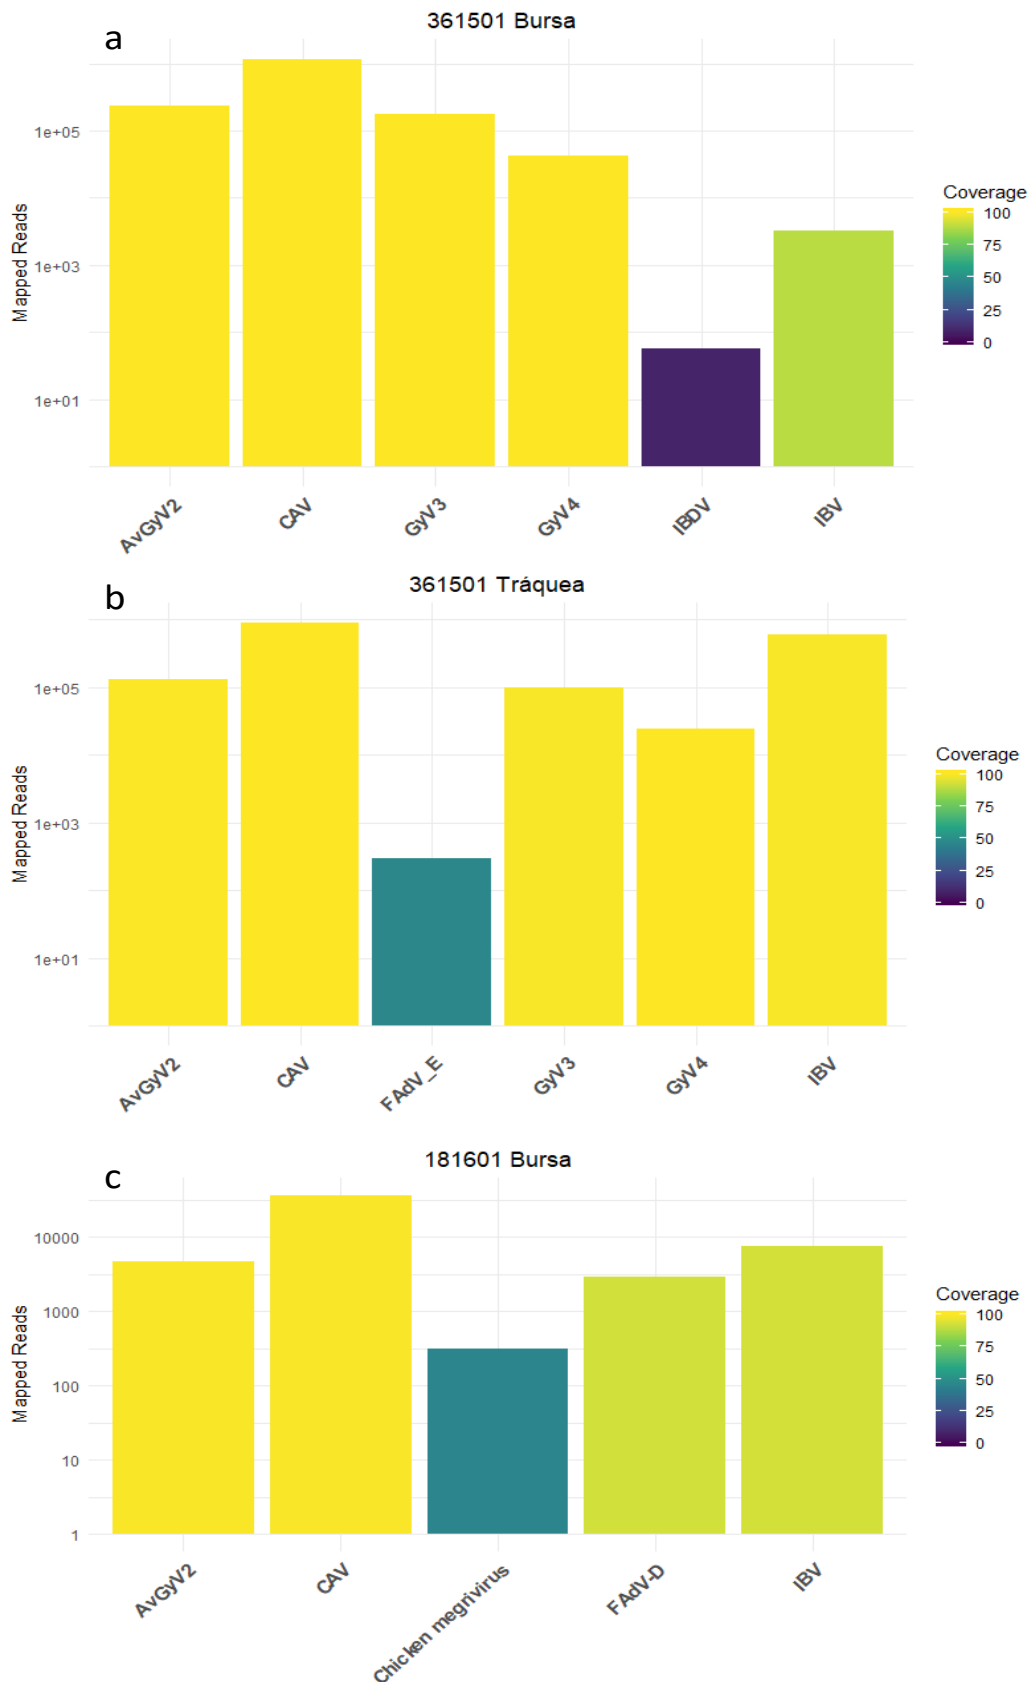 361501 Bursa
a
Mapped Reads
1e+05
1e+03
1e+01
AvGyV2
CAV
GyV3
GyV4
IBDV
IBV
Coverage
100
75
50
25
0
361501 Tráquea
b
Mapped Reads
1e+05
1e+03
1e+01
AvGyV2
CAV
FAdV_E
GyV3
GyV4
IBV
Coverage
100
75
50
25
0
181601 Bursa
c
Mapped Reads
10000
1000
100
10
1
AvGyV2
CAV
Chicken megrivirus
FAdV-D
IBV
Coverage
100
75
50
25
0